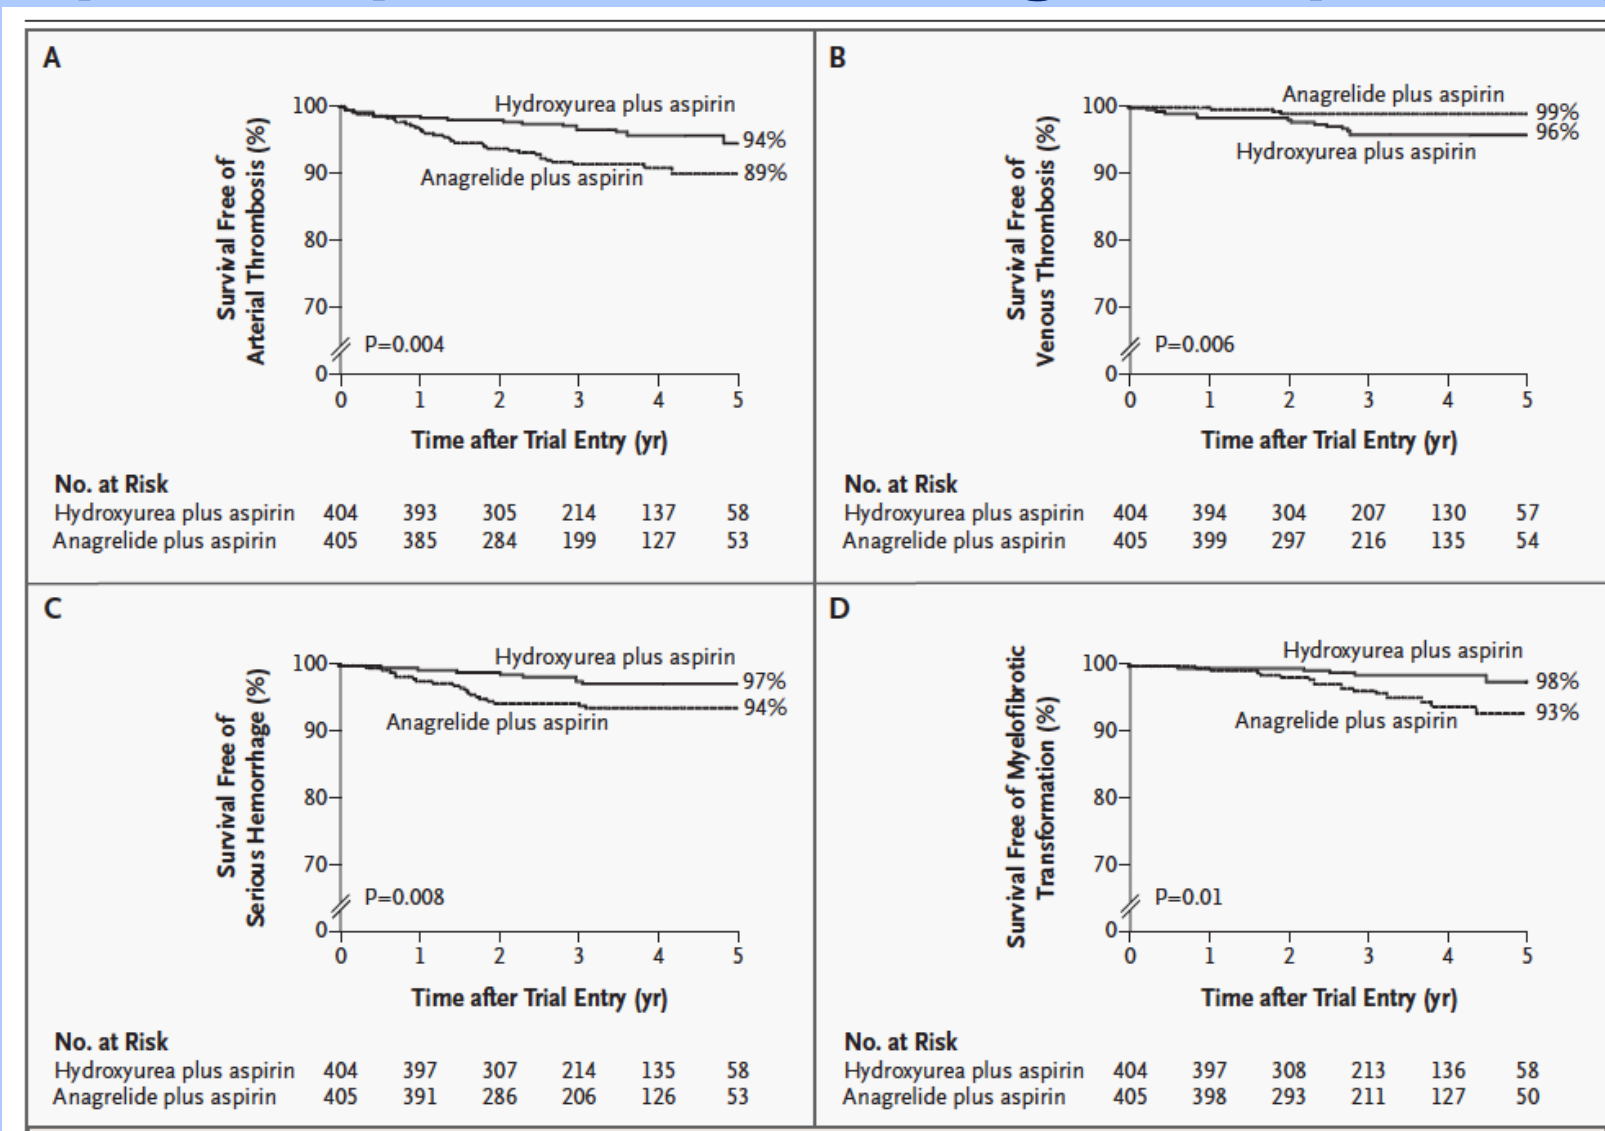 A
Survival Free of
Arterial Thrombosis (%)
100
90
80
70
0
Hydroxyurea plus aspirin
94%
Anagrelide plus aspirin
89%
P=0.004
0 1 2 3 4 5
Time after Trial Entry (yr)
No. at Risk
Hydroxyurea plus aspirin 404 393 305 214 137 58
Anagrelide plus aspirin 405 385 284 199 127 53
B
Survival Free of
Venous Thrombosis (%)
100
90
80
70
0
Anagrelide plus aspirin
99%
96%
Hydroxyurea plus aspirin
P=0.006
0 1 2 3 4 5
Time after Trial Entry (yr)
No. at Risk
Hydroxyurea plus aspirin 404 394 304 207 130 57
Anagrelide plus aspirin 405 399 297 216 135 54
C
Survival Free of
Serious Hemorrhage (%)
100
90
80
70
0
Hydroxyurea plus aspirin
97%
94%
Anagrelide plus aspirin
P=0.008
0 1 2 3 4 5
Time after Trial Entry (yr)
No. at Risk
Hydroxyurea plus aspirin 404 397 307 214 135 58
Anagrelide plus aspirin 405 391 286 206 126 53
D
Survival Free of Myelofibrotic
Transformation (%)
100
90
80
70
0
Hydroxyurea plus aspirin
98%
93%
Anagrelide plus aspirin
P=0.01
0 1 2 3 4 5
Time after Trial Entry (yr)
No. at Risk
Hydroxyurea plus aspirin 404 397 308 213 136 58
Anagrelide plus aspirin 405 398 293 211 127 50